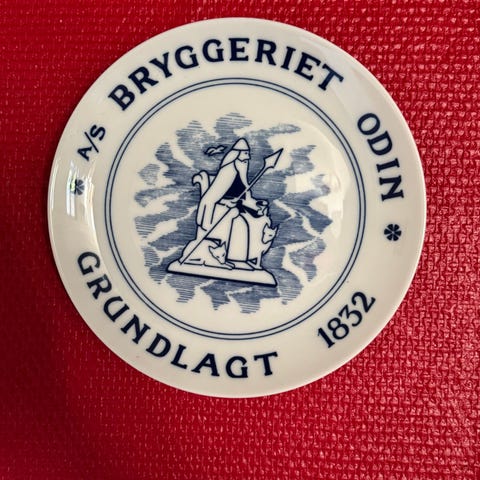 A/S BRYGGERIET ODIN
GRUNDLAGT 1832